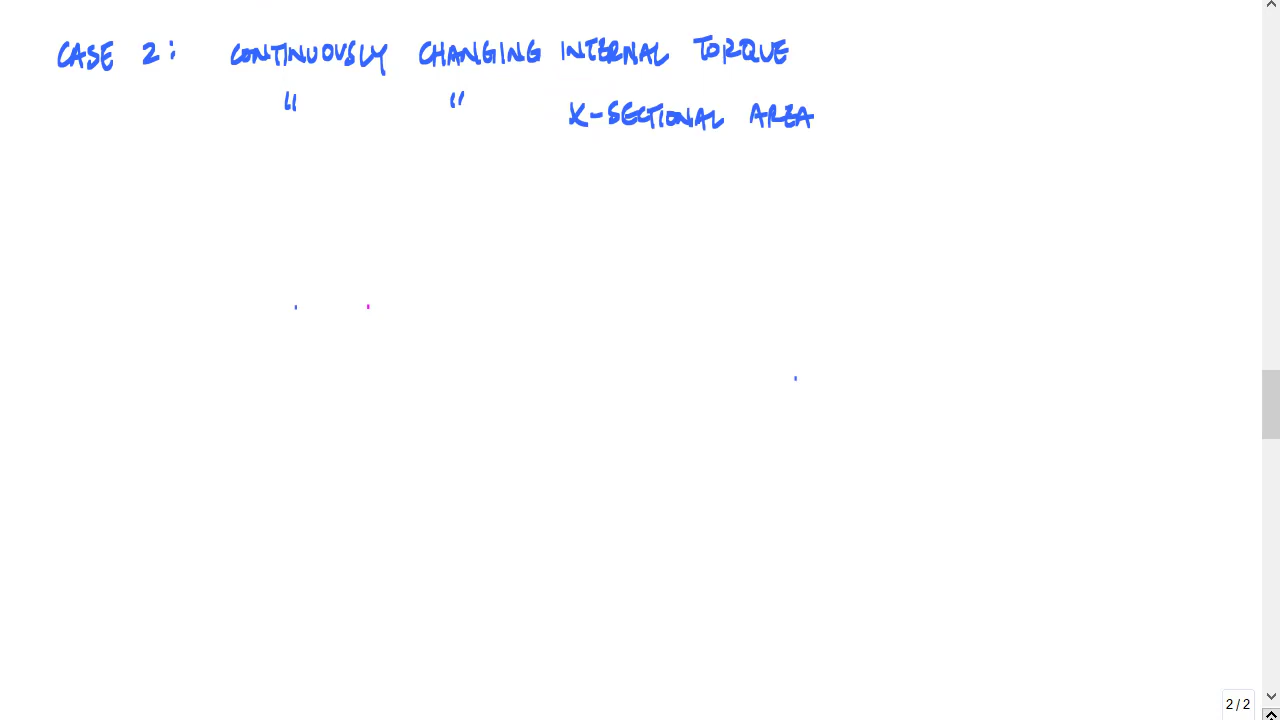 CASE 2: CONTINUOUSLY CHANGING INTERNAL TORQUE
" " X-SECTIONAL AREA
2 / 2